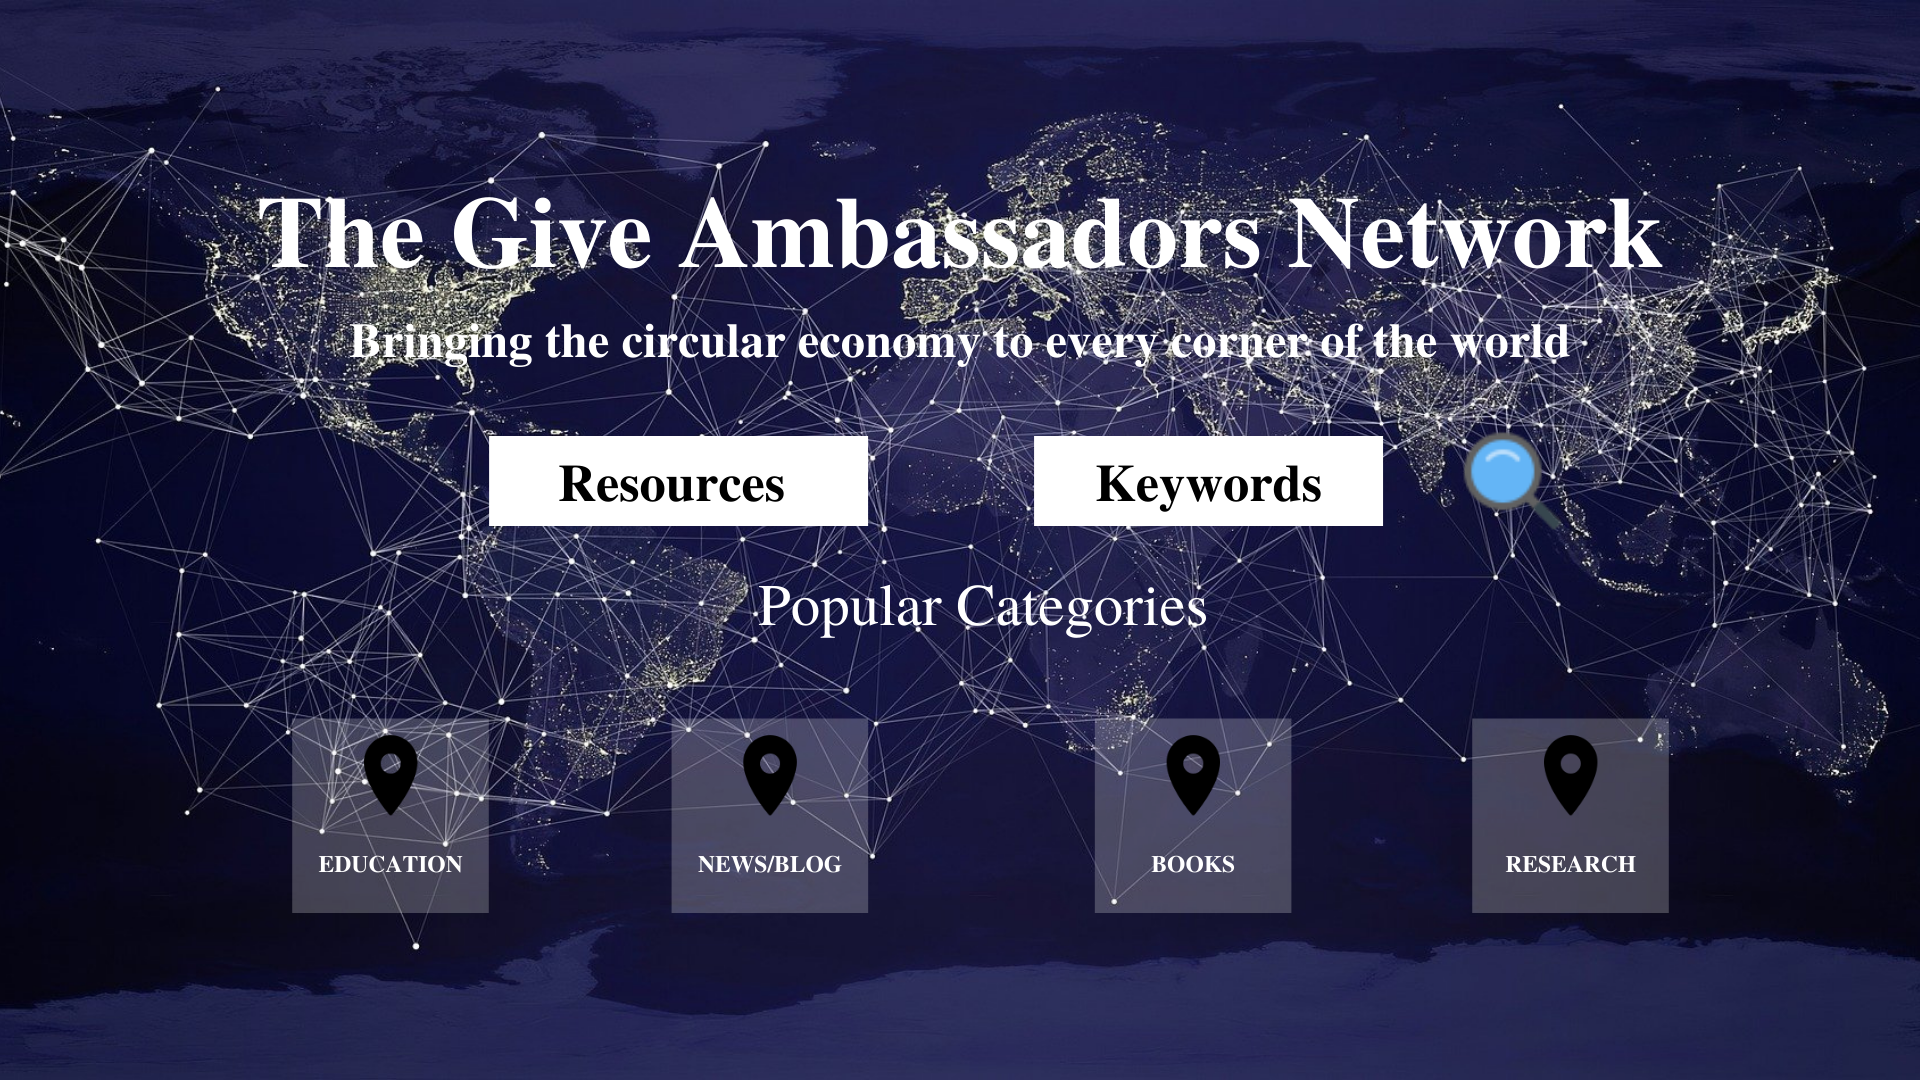 The Give Ambassadors Network
Bringing the circular economy to every corner of the world
Resources
Keywords
Popular Categories
EDUCATION
NEWS/BLOG
BOOKS
RESEARCH